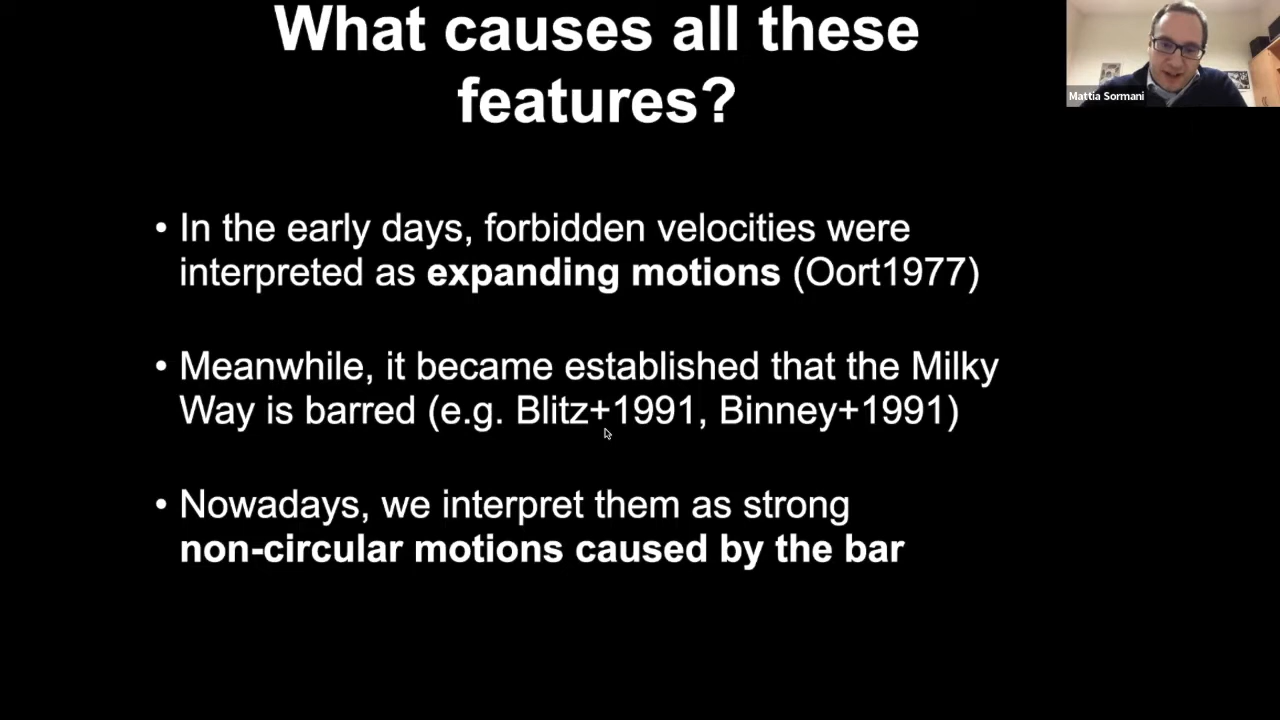 What causes all these
features?
Mattia Sormani
• In the early days, forbidden velocities were
interpreted as expanding motions (Oort1977)
• Meanwhile, it became established that the Milky
Way is barred (e.g. Blitz+1991, Binney+1991)
• Nowadays, we interpret them as strong
non-circular motions caused by the bar